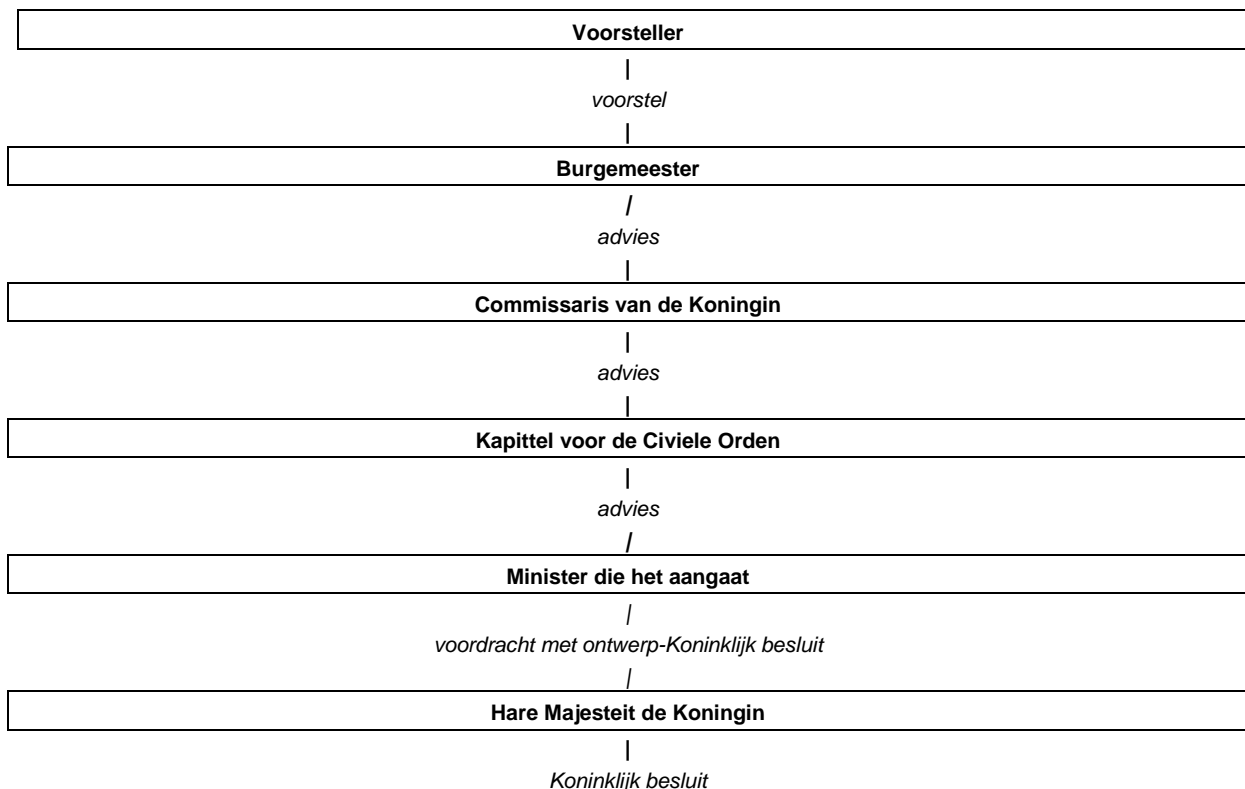 Voorsteller
|
voorstel
|
Burgemeester
/
advies
|
Commissaris van de Koningin
|
advies
|
Kapittel voor de Civiele Orden
|
advies
/
Minister die het aangaat
/
voordracht met ontwerp-Koninklijk besluit
/
Hare Majesteit de Koningin
|
Koninklijk besluit